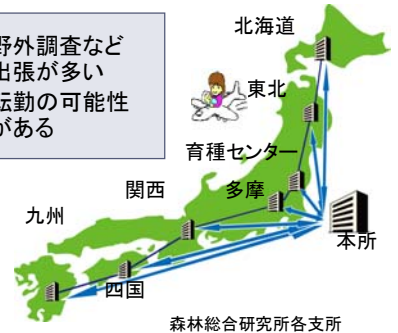 野外調査など
出張が多い
転勤の可能性
がある
北海道
東北
育種センター
関西
多摩
九州
本所
四国
森林総合研究所各支所